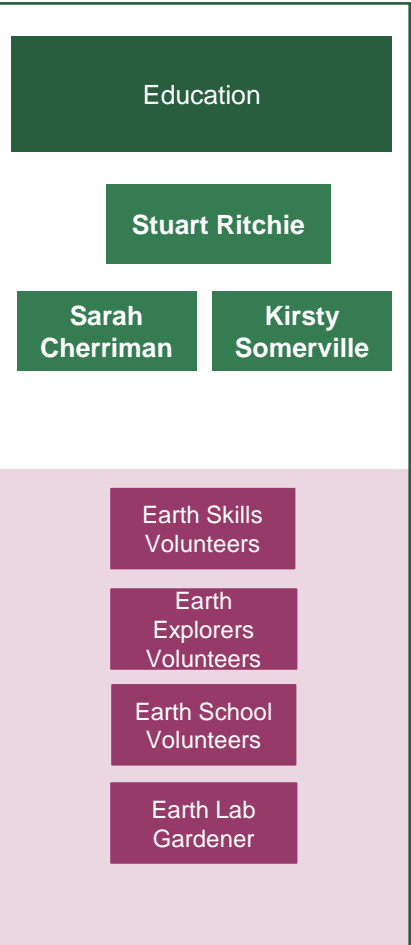 Education
Stuart Ritchie
Sarah
Cherriman
Kirsty
Somerville
Earth Skills
Volunteers
Earth
Explorers
Volunteers
Earth School
Volunteers
Earth Lab
Gardener